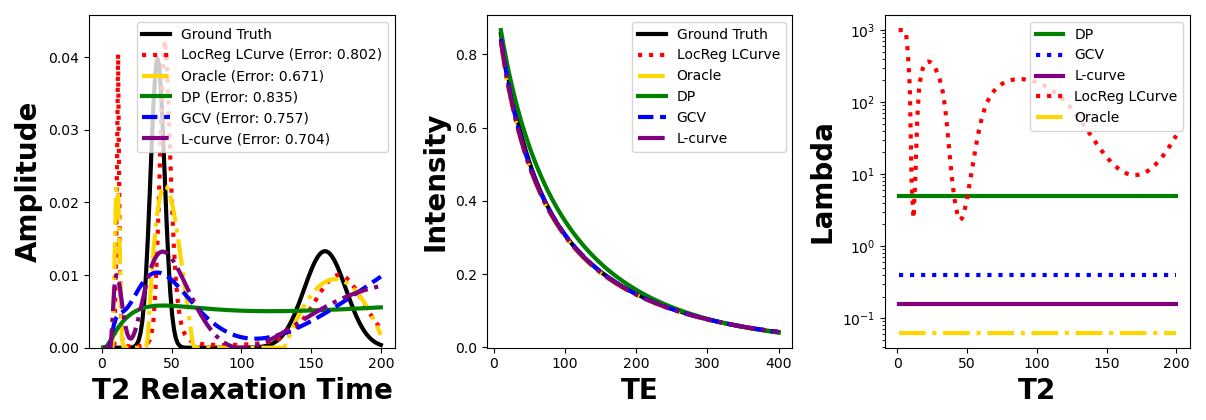 Amplitude
0.04
0.03
0.02
0.01
0.00
Ground Truth
LocReg LCurve (Error: 0.802)
Oracle (Error: 0.671)
DP (Error: 0.835)
GCV (Error: 0.757)
L-curve (Error: 0.704)
0 50 100 150 200
T2 Relaxation Time
Intensity
0.8
0.6
0.4
0.2
0.0
Ground Truth
LocReg LCurve
Oracle
DP
GCV
L-curve
0 100 200 300 400
TE
Lambda
10³
10²
10¹
10⁰
10⁻¹
DP
GCV
L-curve
LocReg LCurve
Oracle
0 50 100 150 200
T2